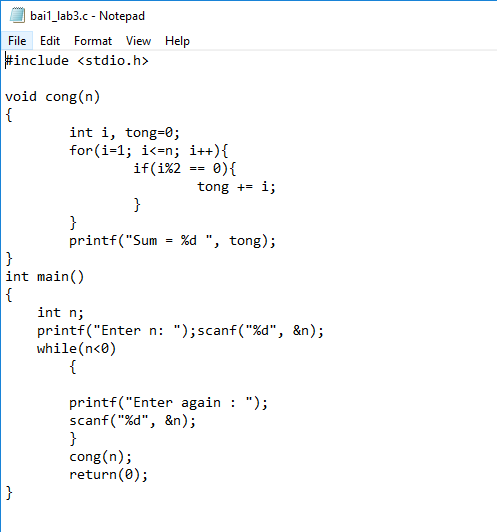 bai1_lab3.c - Notepad
File Edit Format View Help
#include <stdio.h>

void cong(n)
{
        int i, tong=0;
        for(i=1; i<=n; i++){
                if(i%2 == 0){
                        tong += i;
                }
        }
        printf("Sum = %d ", tong);
}
int main()
{
    int n;
    printf("Enter n: ");scanf("%d", &n);
    while(n<0)
        {

        printf("Enter again : ");
        scanf("%d", &n);
        }
        cong(n);
        return(0);
}